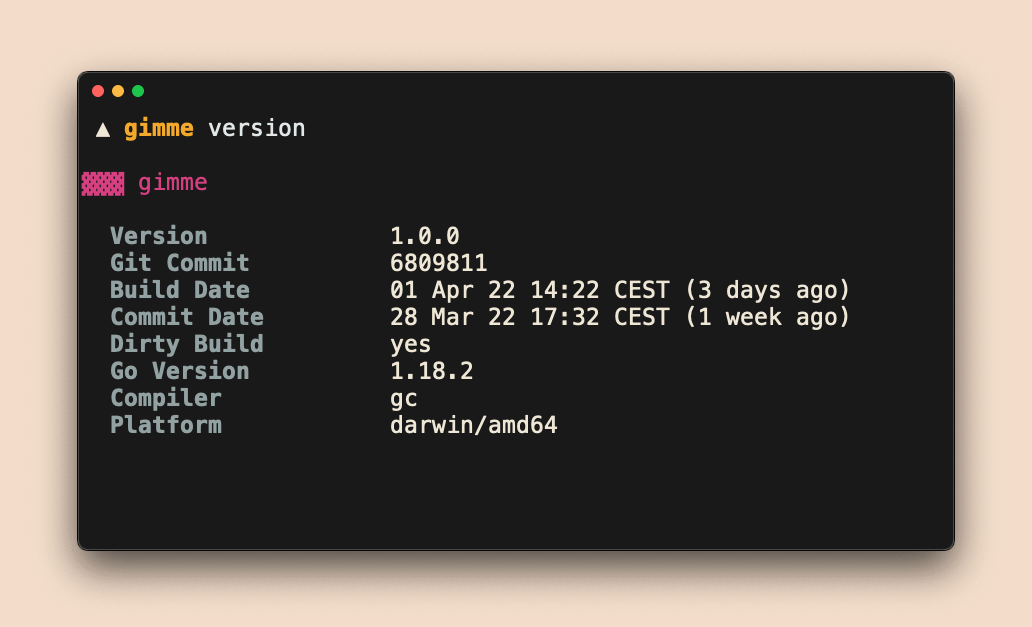 ▲ gimme version
▓▓▓ gimme
Version 1.0.0
Git Commit 6809811
Build Date 01 Apr 22 14:22 CEST (3 days ago)
Commit Date 28 Mar 22 17:32 CEST (1 week ago)
Dirty Build yes
Go Version 1.18.2
Compiler gc
Platform darwin/amd64